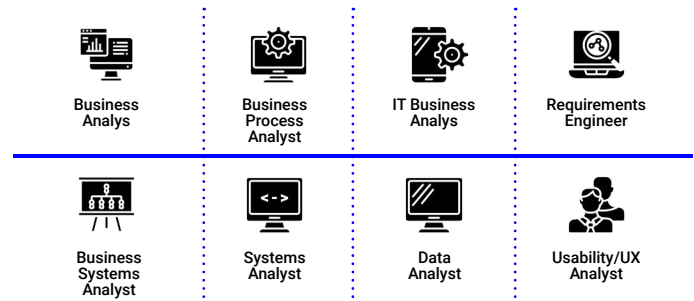 Business
Analys
Business
Process
Analyst
IT Business
Analys
Requirements
Engineer
<->
Business
Systems
Analyst
Systems
Analyst
Data
Analyst
Usability/UX
Analyst